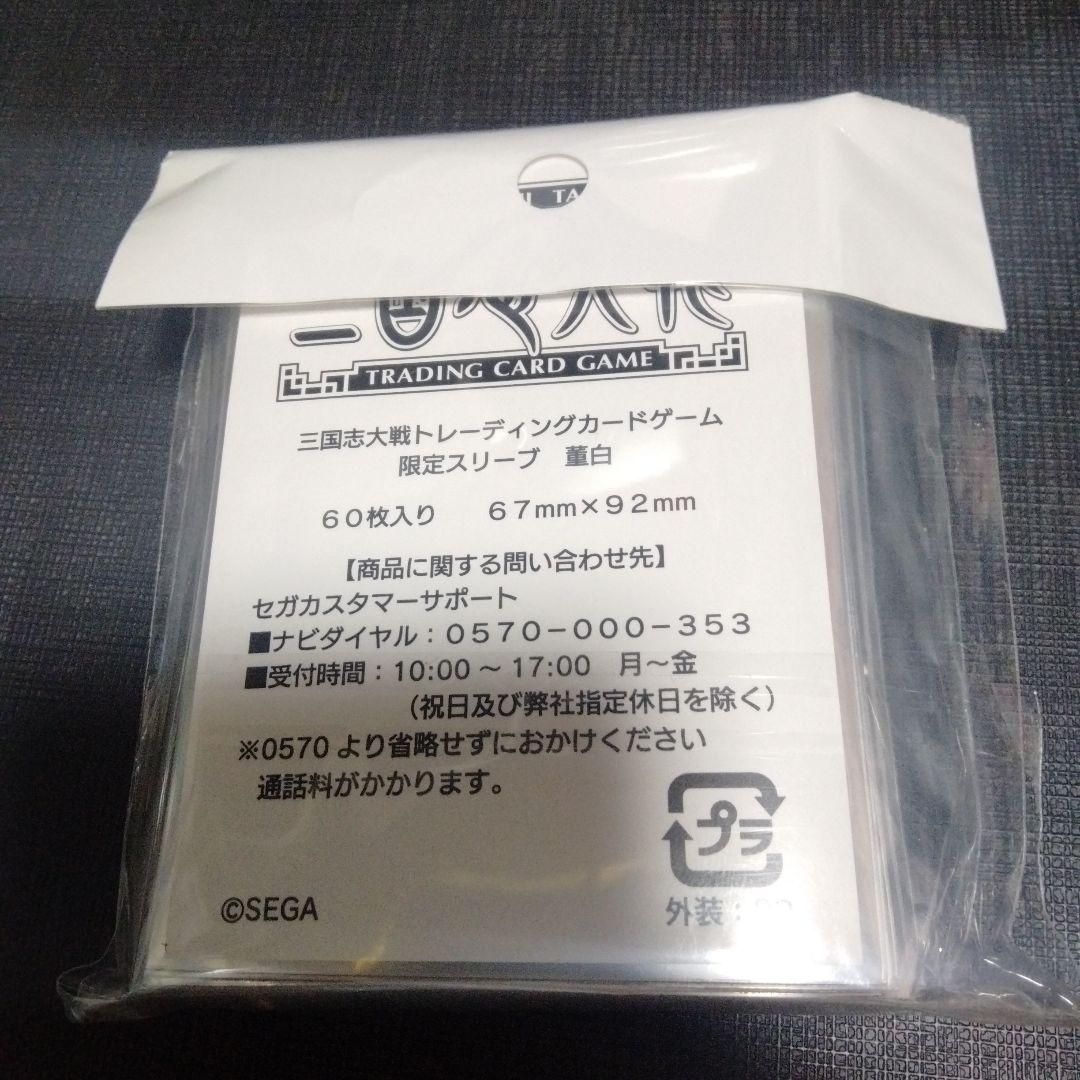 TA
TRADING CARD GAME
三国志大戦トレーディングカードゲーム
限定スリーブ 董白
60枚入り 67mm×92mm
【商品に関する問い合わせ先】
セガカスタマーサポート
■ナビダイヤル：0570－000－353
■受付時間：10:00 ～ 17:00 月～金
（祝日及び弊社指定休日を除く）
※0570 より省略せずにおかけください
通話料がかかります。
プラ
©SEGA
外装：